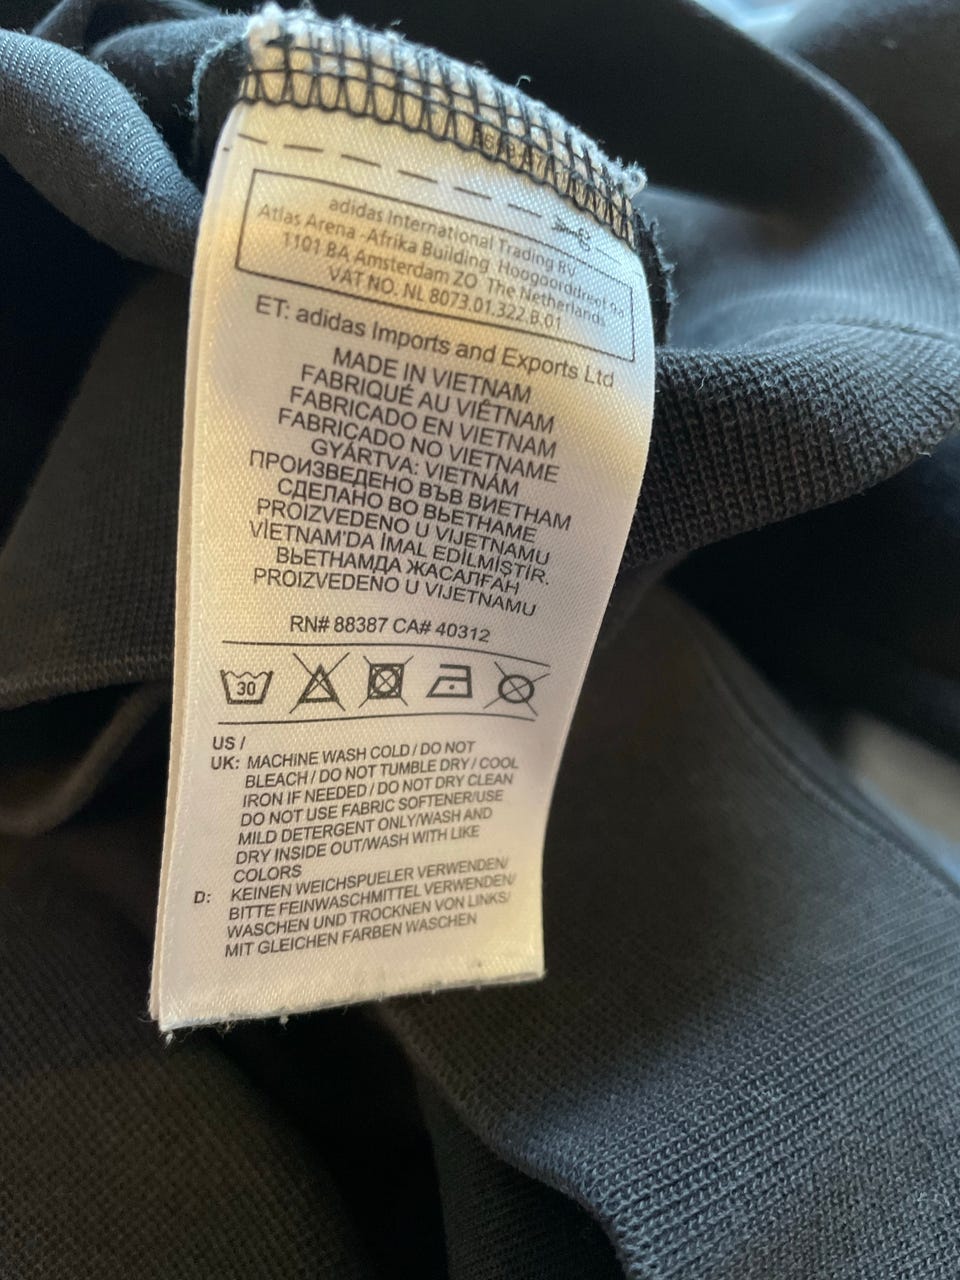 adidas International Trading BV
Atlas Arena -Afrika Building Hoogoorddreef 9a
1101 BA Amsterdam ZO The Netherlands
VAT NO. NL 8073.01.322.B.01
ET: adidas Imports and Exports Ltd
MADE IN VIETNAM
FABRIQUÉ AU VIÊTNAM
FABRICADO EN VIETNAM
FABRICADO NO VIETNAME
GYÁRTVA: VIETNÁM
ПРОИЗВЕДЕНО ВЪВ ВИЕТНАМ
СДЕЛАНО ВО ВЬЕТНАМЕ
PROIZVEDENO U VIJETNAMU
VİETNAM'DA İMAL EDİLMİŞTİR.
ВЬЕТНАМДА ЖАСАЛҒАН
PROIZVEDENO U VIJETNAMU
RN# 88387 CA# 40312
30
US /
UK: MACHINE WASH COLD / DO NOT
BLEACH / DO NOT TUMBLE DRY / COOL
IRON IF NEEDED / DO NOT DRY CLEAN
DO NOT USE FABRIC SOFTENER/USE
MILD DETERGENT ONLY/WASH AND
DRY INSIDE OUT/WASH WITH LIKE
COLORS
D: KEINEN WEICHSPUELER VERWENDEN/
BITTE FEINWASCHMITTEL VERWENDEN/
WASCHEN UND TROCKNEN VON LINKS/
MIT GLEICHEN FARBEN WASCHEN